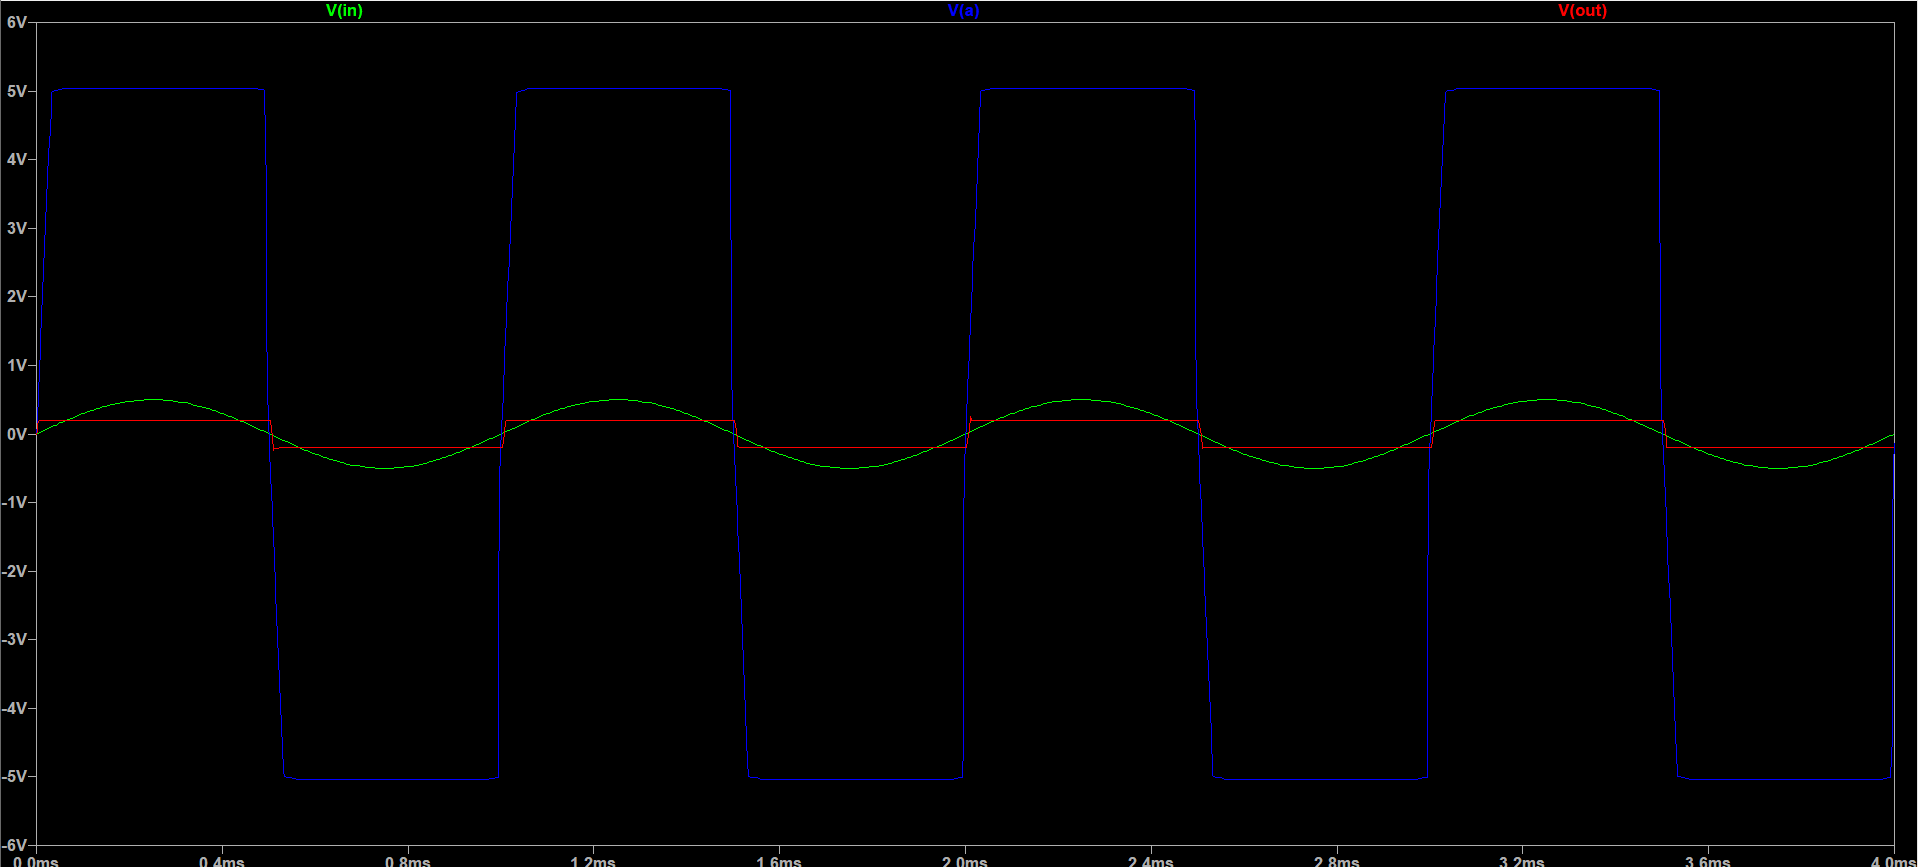 V(in) V(a) V(out)
6V
5V
4V
3V
2V
1V
0V
-1V
-2V
-3V
-4V
-5V
-6V
0.0ms 0.4ms 0.8ms 1.2ms 1.6ms 2.0ms 2.4ms 2.8ms 3.2ms 3.6ms 4.0ms